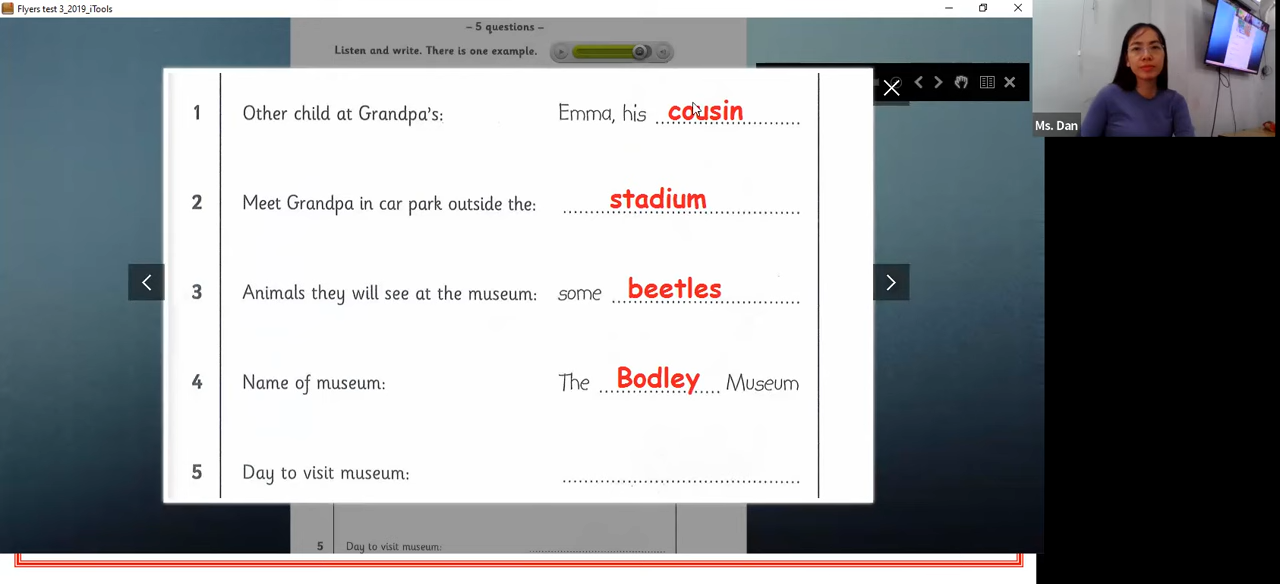 Flyers test 3_2019_iTools
– 5 questions –
Listen and write. There is one example.
1 Other child at Grandpa's: Emma, his cousin
2 Meet Grandpa in car park outside the: stadium
3 Animals they will see at the museum: some beetles
4 Name of museum: The Bodley Museum
5 Day to visit museum:
5 Day to visit museum:
Ms. Dan